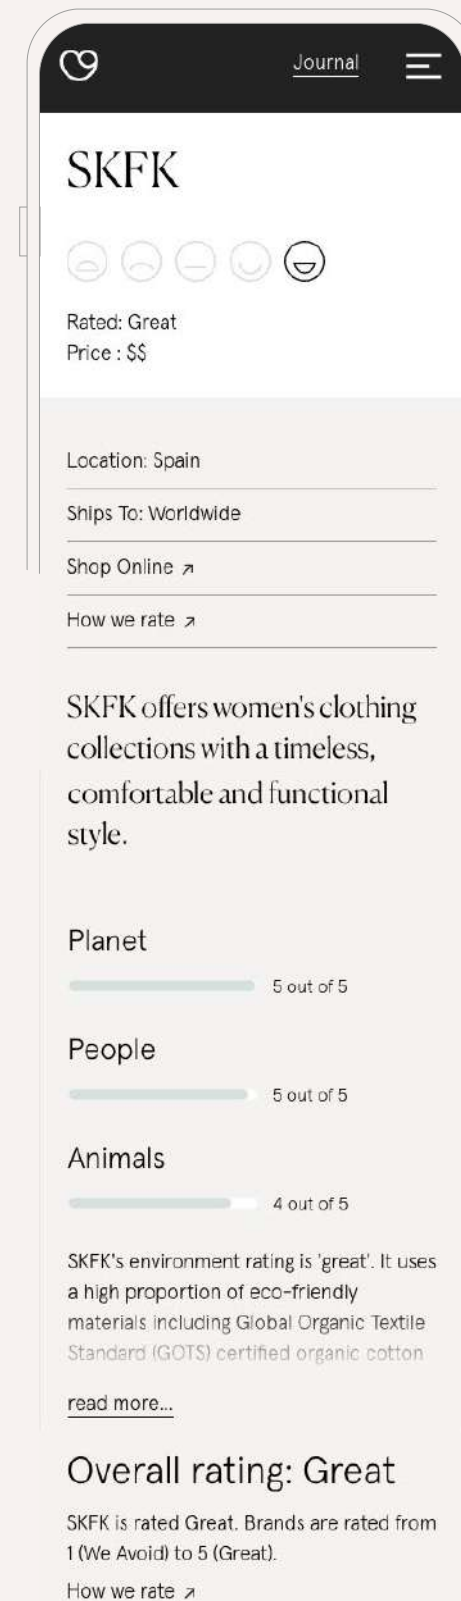 Journal
SKFK
Rated: Great
Price : $$
Location: Spain
Ships To: Worldwide
Shop Online ↗
How we rate ↗
SKFK offers women's clothing
collections with a timeless,
comfortable and functional
style.
Planet
5 out of 5
People
5 out of 5
Animals
4 out of 5
SKFK's environment rating is 'great'. It uses
a high proportion of eco-friendly
materials including Global Organic Textile
Standard (GOTS) certified organic cotton
read more...
Overall rating: Great
SKFK is rated Great. Brands are rated from
1 (We Avoid) to 5 (Great).
How we rate ↗